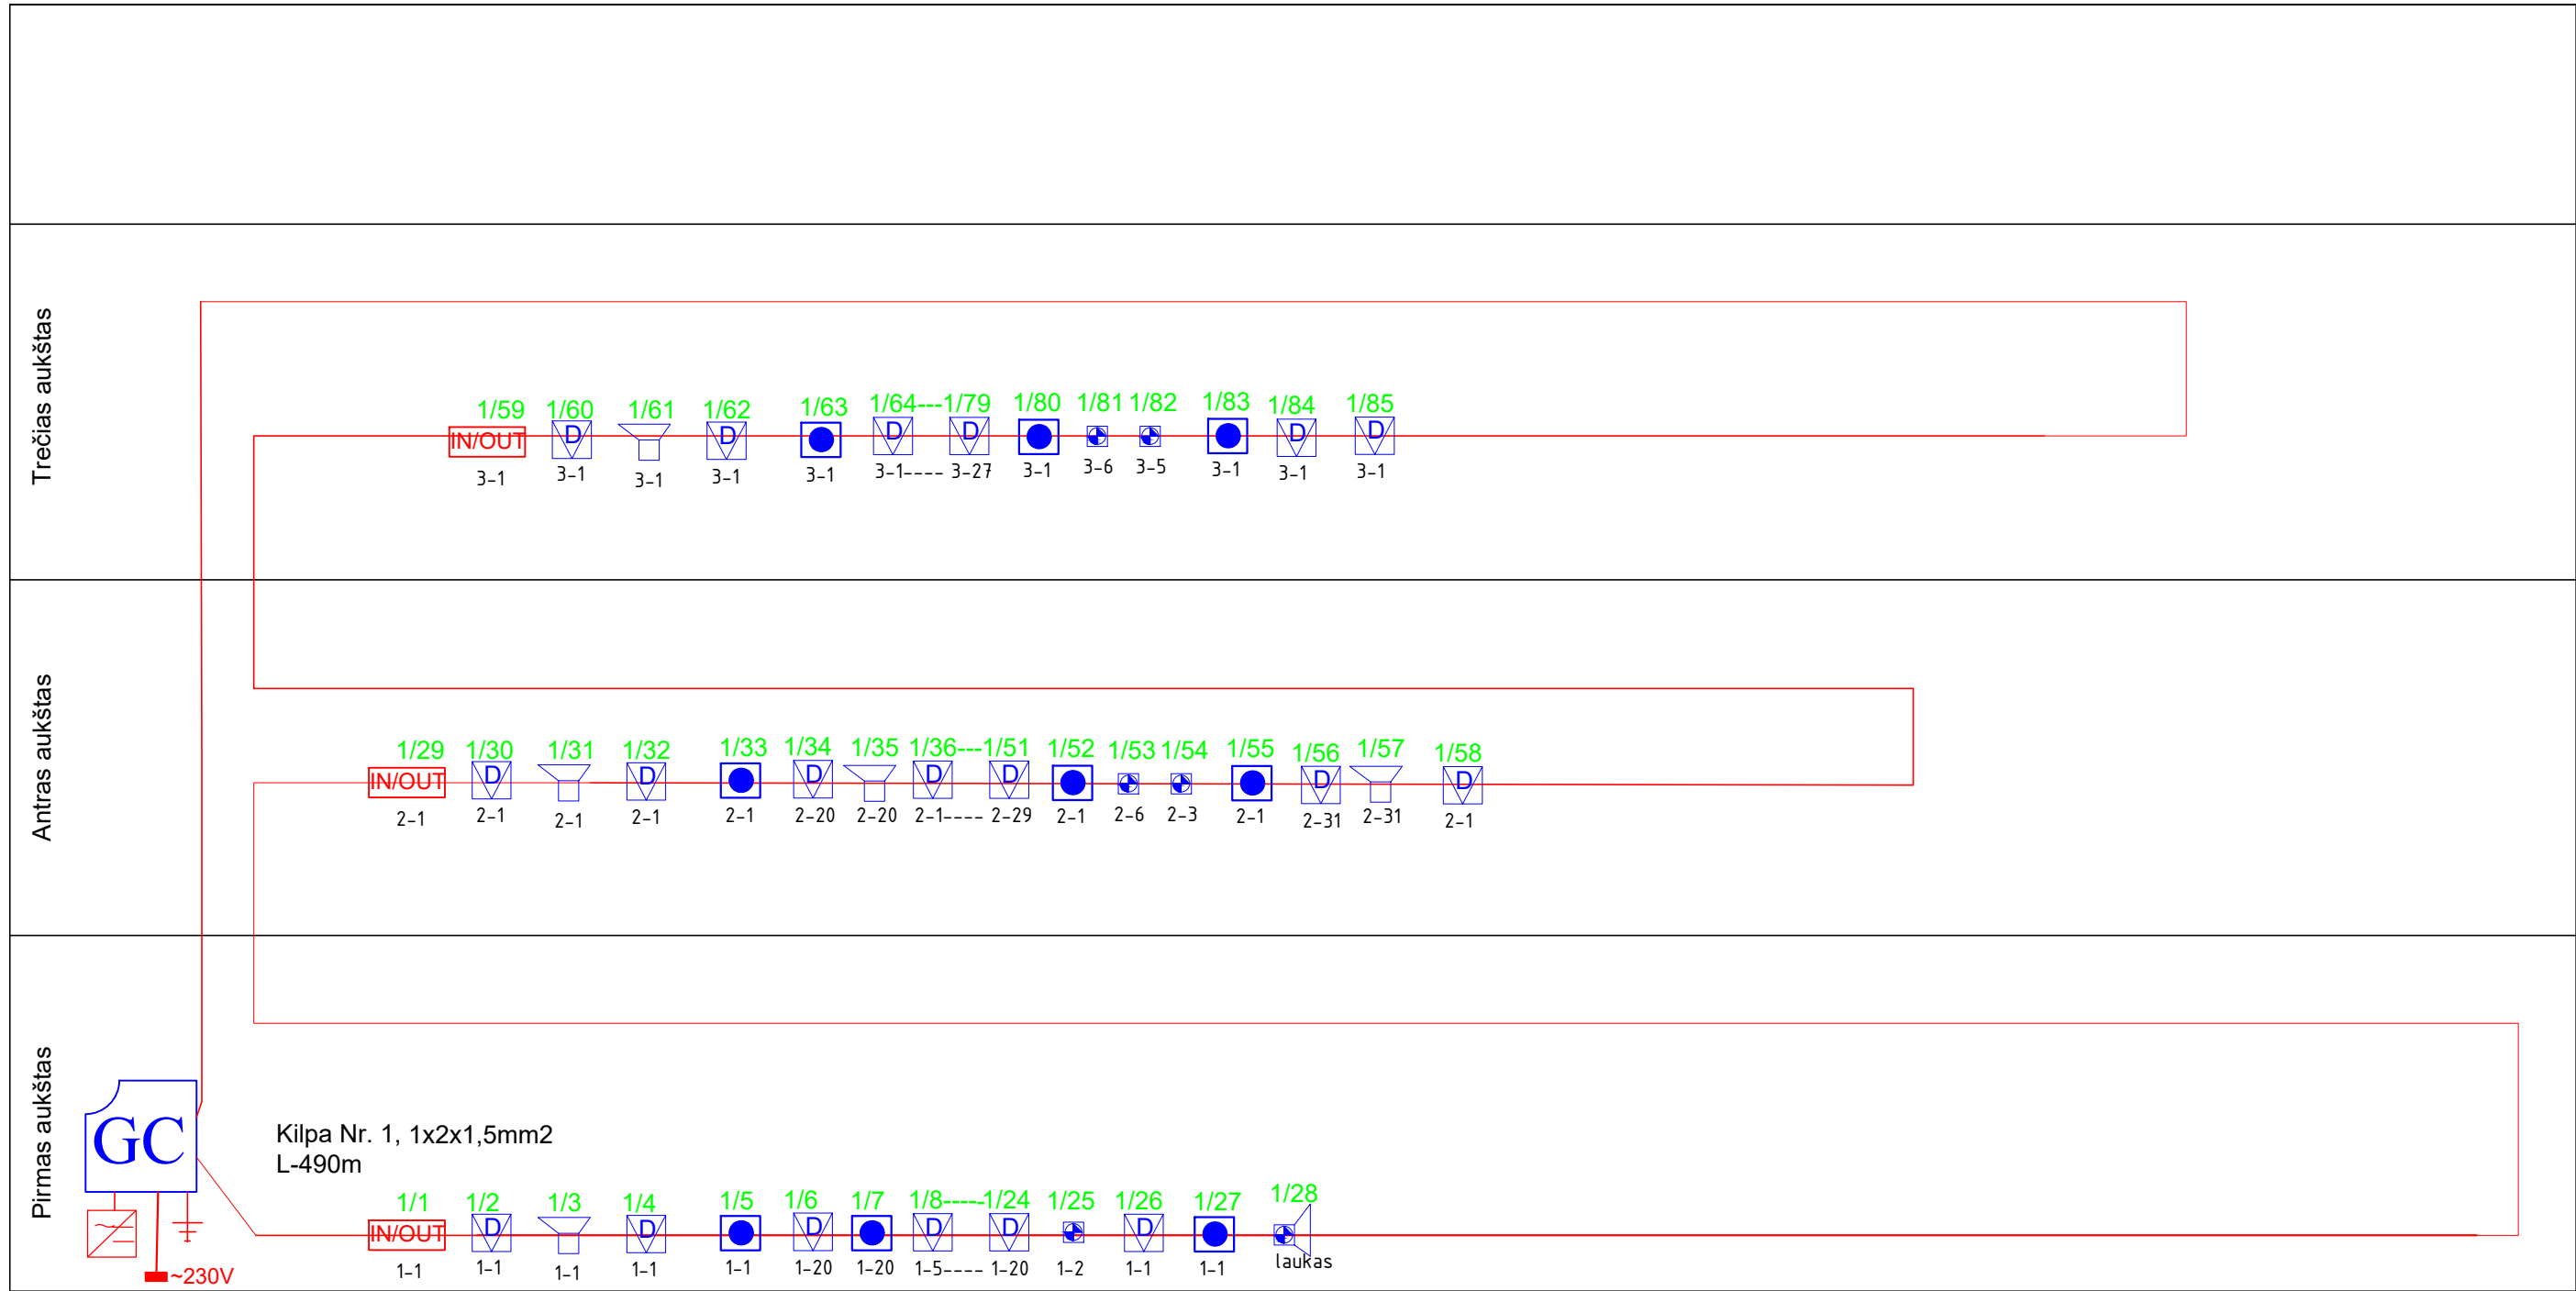 Trečias aukštas
1/59 1/60 1/61 1/62 1/63 1/64---1/79 1/80 1/81 1/82 1/83 1/84 1/85
IN/OUT D D D D D D
3-1 3-1 3-1 3-1 3-1 3-1---- 3-27 3-1 3-6 3-5 3-1 3-1 3-1
Antras aukštas
1/29 1/30 1/31 1/32 1/33 1/34 1/35 1/36---1/51 1/52 1/53 1/54 1/55 1/56 1/57 1/58
IN/OUT D D D D D D D
2-1 2-1 2-1 2-1 2-1 2-20 2-20 2-1---- 2-29 2-1 2-6 2-3 2-1 2-31 2-31 2-1
Pirmas aukštas
GC
Kilpa Nr. 1, 1x2x1,5mm2
L-490m
1/1 1/2 1/3 1/4 1/5 1/6 1/7 1/8-----1/24 1/25 1/26 1/27 1/28
IN/OUT D D D D D D
1-1 1-1 1-1 1-1 1-1 1-20 1-20 1-5---- 1-20 1-2 1-1 1-1 laukas
~230V